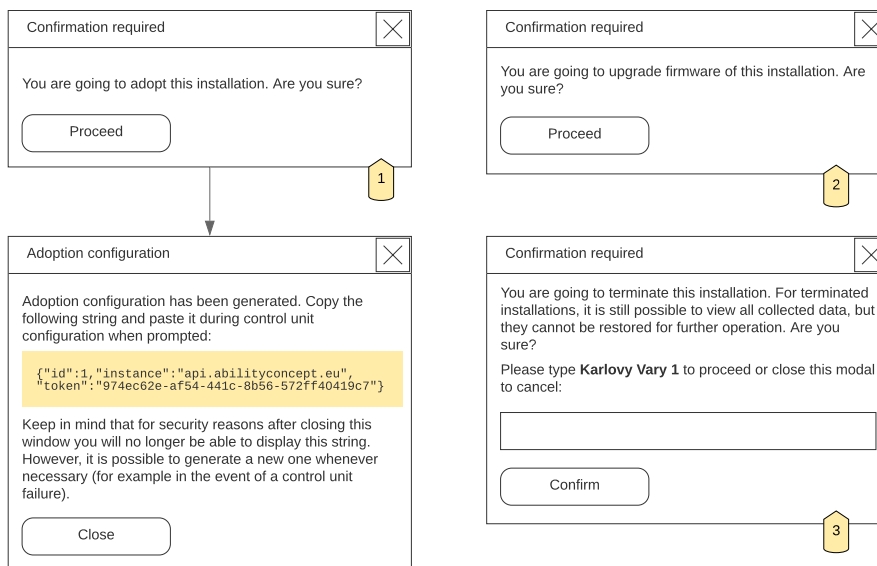 Confirmation required
You are going to adopt this installation. Are you sure?
Proceed
1
Adoption configuration
Adoption configuration has been generated. Copy the
following string and paste it during control unit
configuration when prompted:
{"id":1,"instance":"api.abilityconcept.eu",
"token":"974ec62e-af54-441c-8b56-572ff40419c7"}
Keep in mind that for security reasons after closing this
window you will no longer be able to display this string.
However, it is possible to generate a new one whenever
necessary (for example in the event of a control unit
failure).
Close
Confirmation required
You are going to upgrade firmware of this installation. Are
you sure?
Proceed
2
Confirmation required
You are going to terminate this installation. For terminated
installations, it is still possible to view all collected data, but
they cannot be restored for further operation. Are you
sure?
Please type Karlovy Vary 1 to proceed or close this modal
to cancel:
Confirm
3